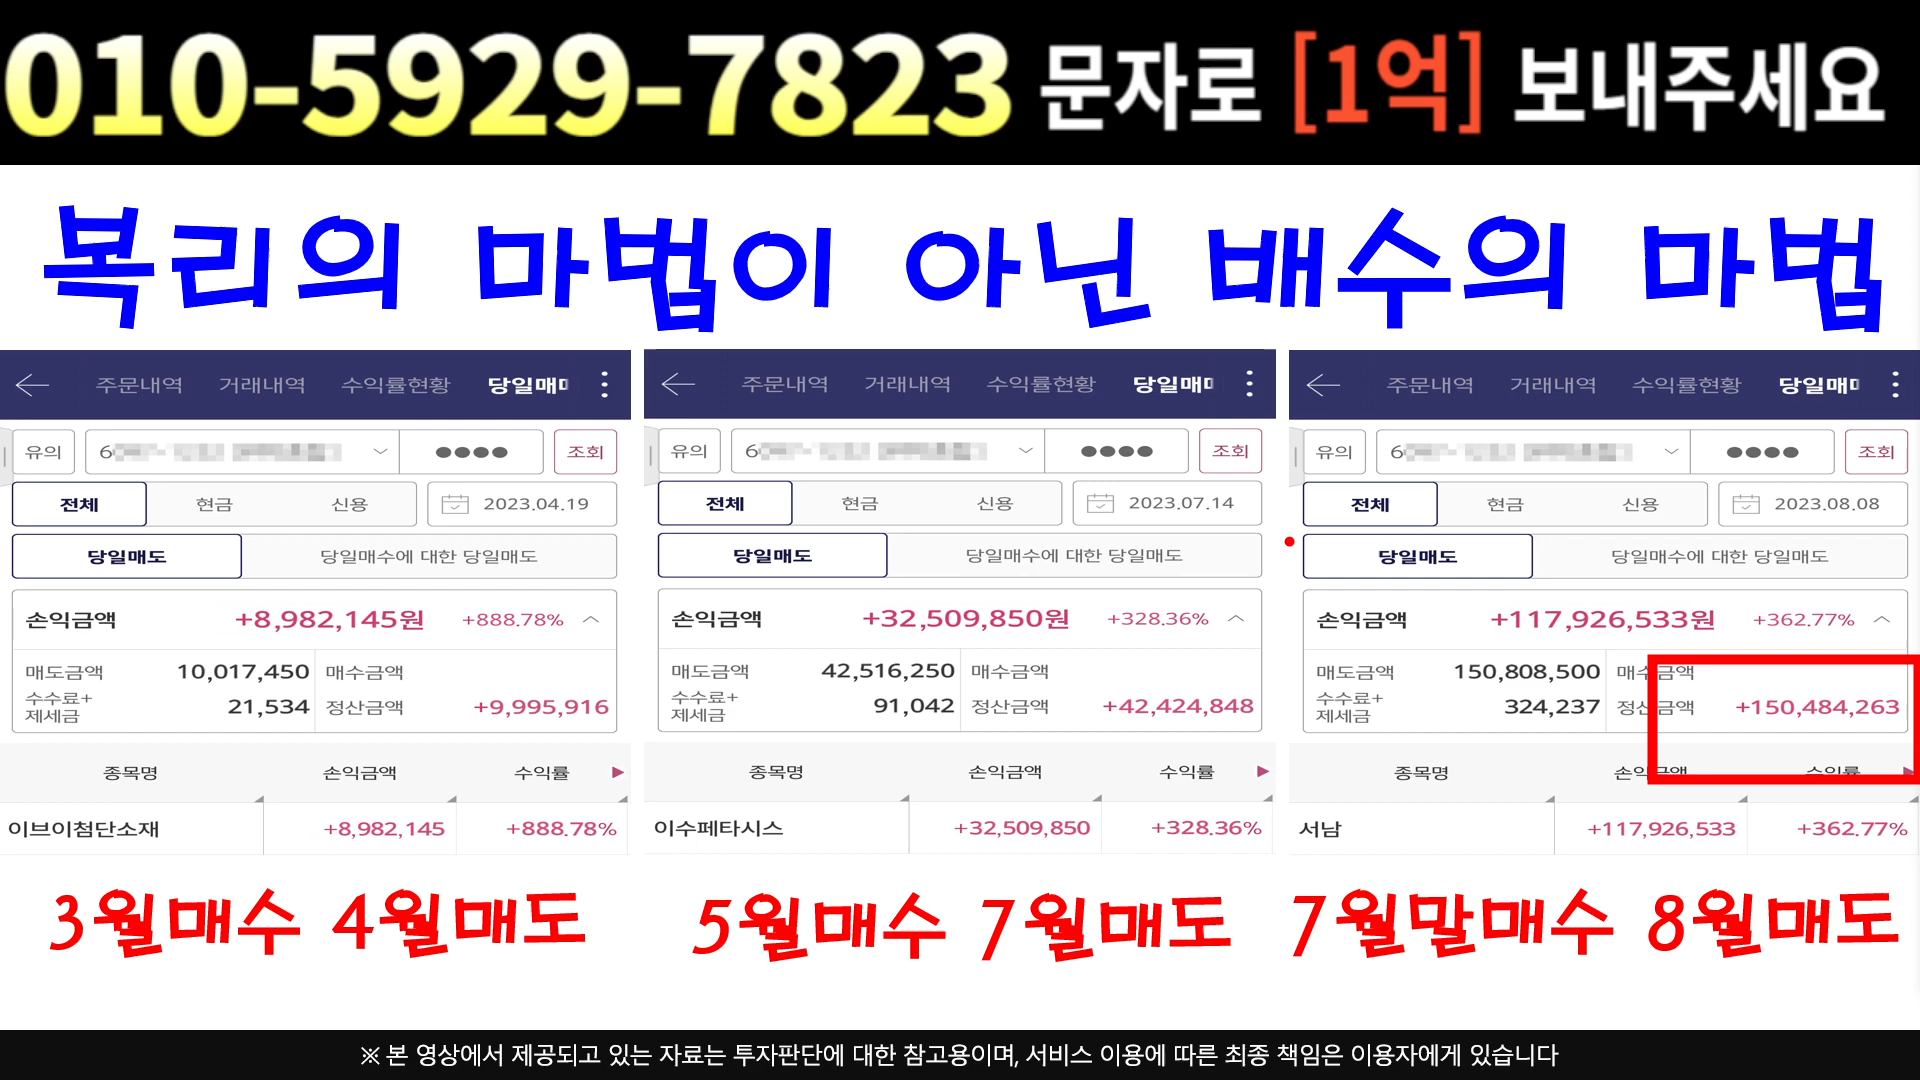 010-5929-7823 문자로 [1억] 보내주세요
복리의 마법이 아닌 배수의 마법
주문내역 거래내역 수익률현황 당일매매
유의 6 ●●●● 조회
전체 현금 신용 2023.04.19
당일매도 당일매수에 대한 당일매도
손익금액 +8,982,145원 +888.78%
매도금액 10,017,450 매수금액
수수료+
제세금 21,534 정산금액 +9,995,916
종목명 손익금액 수익률
이브이첨단소재 +8,982,145 +888.78%
3월매수 4월매도
주문내역 거래내역 수익률현황 당일매매
유의 6 ●●●● 조회
전체 현금 신용 2023.07.14
당일매도 당일매수에 대한 당일매도
손익금액 +32,509,850원 +328.36%
매도금액 42,516,250 매수금액
수수료+
제세금 91,042 정산금액 +42,424,848
종목명 손익금액 수익률
이수페타시스 +32,509,850 +328.36%
5월매수 7월매도
주문내역 거래내역 수익률현황 당일매매
유의 6 ●●●● 조회
전체 현금 신용 2023.08.08
당일매도 당일매수에 대한 당일매도
손익금액 +117,926,533원 +362.77%
매도금액 150,808,500 매수금액
수수료+
제세금 324,237 정산금액 +150,484,263
종목명 손익금액 수익률
서남 +117,926,533 +362.77%
7월말매수 8월매도
※ 본 영상에서 제공되고 있는 자료는 투자판단에 대한 참고용이며, 서비스 이용에 따른 최종 책임은 이용자에게 있습니다